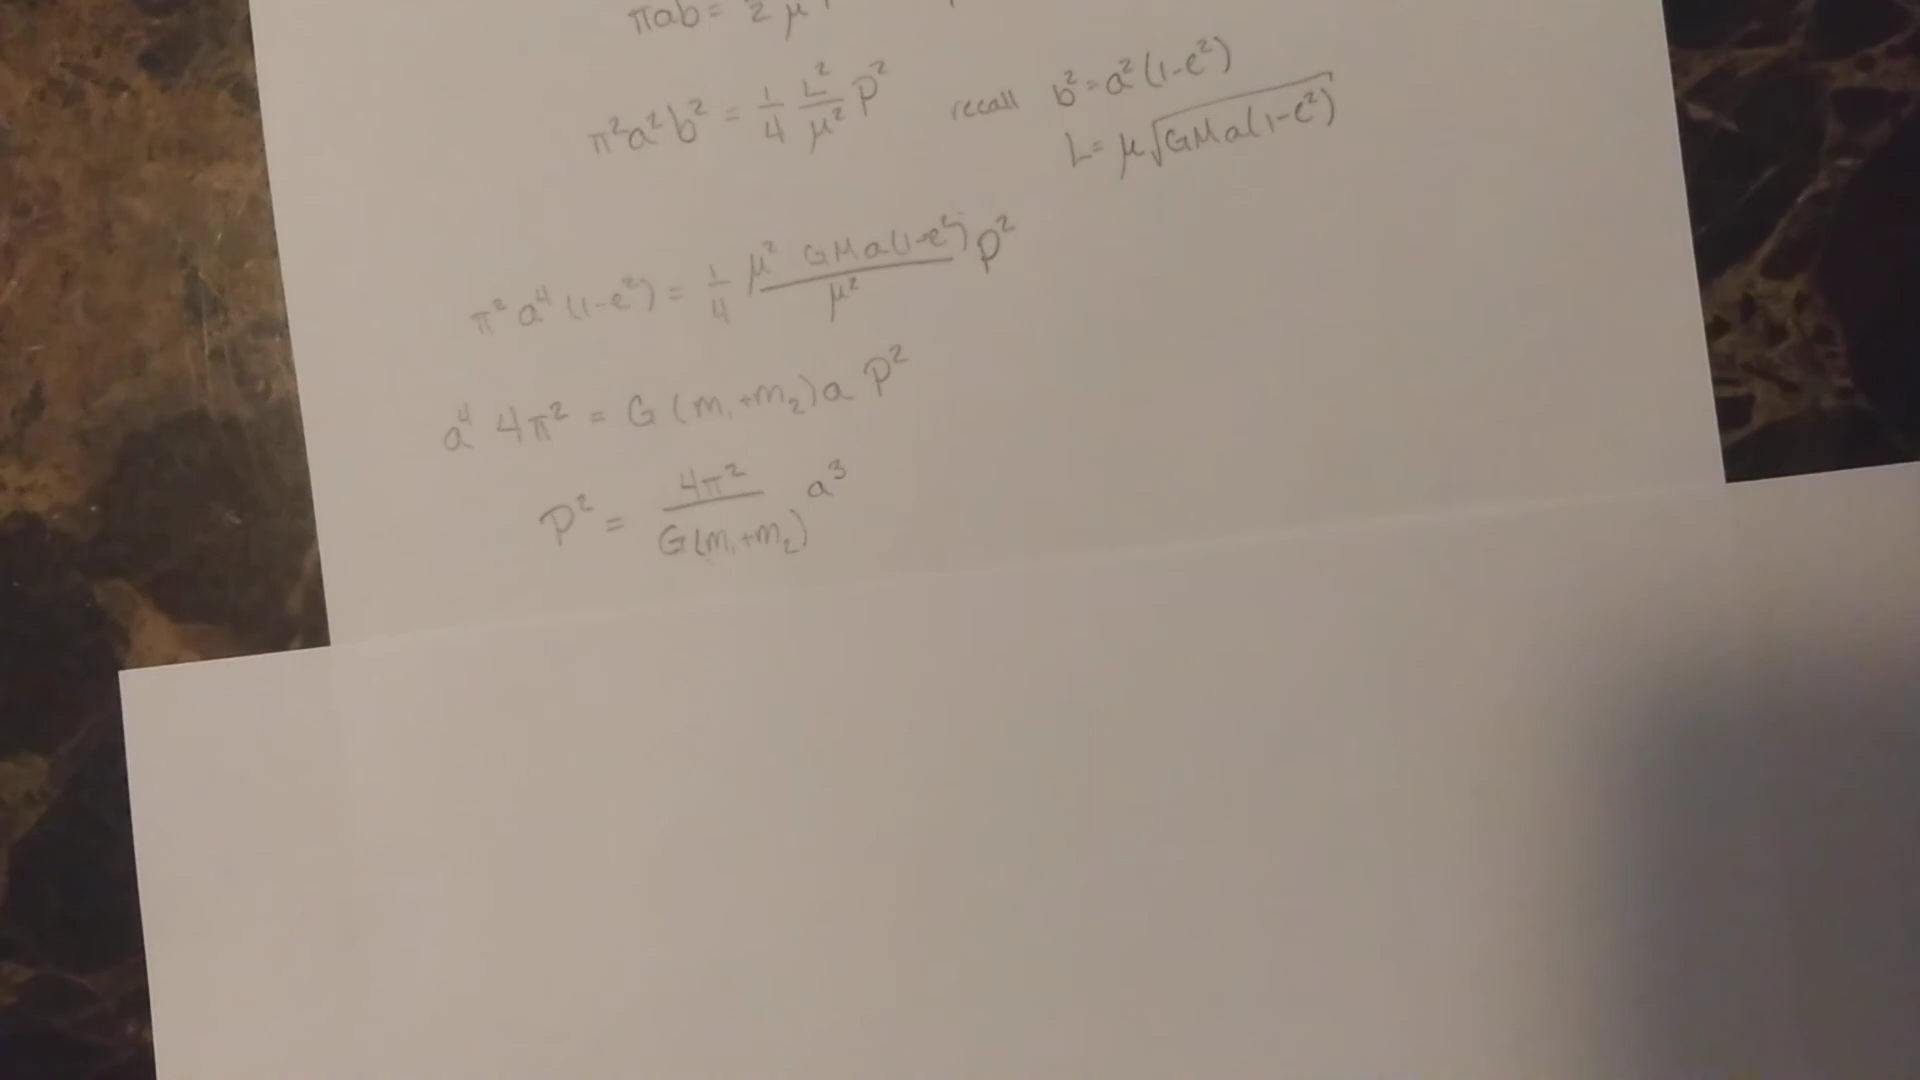 πab = 2 μ
π²a²b² = 1/4 L²/μ² P² recall b² = a²(1-e²)
L = μ√GMa(1-e²)
π² a⁴ (1-e²) = 1/4 μ² GMa(1-e²)/μ² P²
a⁴ 4π² = G(m₁+m₂)a P²
P² = 4π²/G(m₁+m₂) a³